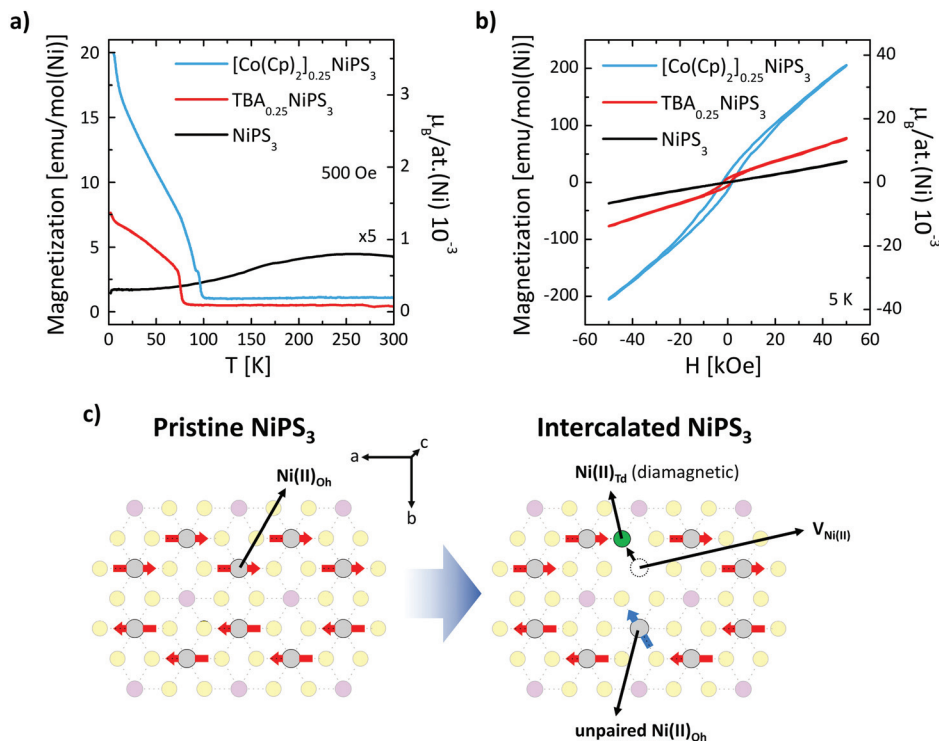 a)
Magnetization [emu/mol(Ni)]
20
15
10
5
0
[Co(Cp)₂]₀.₂₅NiPS₃
TBA₀.₂₅NiPS₃
NiPS₃
500 Oe
x5
3
2
1
0
μB/at.(Ni) 10⁻³
0 50 100 150 200 250 300
T [K]
b)
Magnetization [emu/mol(Ni)]
200
100
0
-100
-200
[Co(Cp)₂]₀.₂₅NiPS₃
TBA₀.₂₅NiPS₃
NiPS₃
5 K
40
20
0
-20
-40
μB/at.(Ni) 10⁻³
-60 -40 -20 0 20 40 60
H [kOe]
c)
Pristine NiPS₃
Ni(II)Oh
a
c
b
Intercalated NiPS₃
Ni(II)Td (diamagnetic)
VNi(II)
unpaired Ni(II)Oh